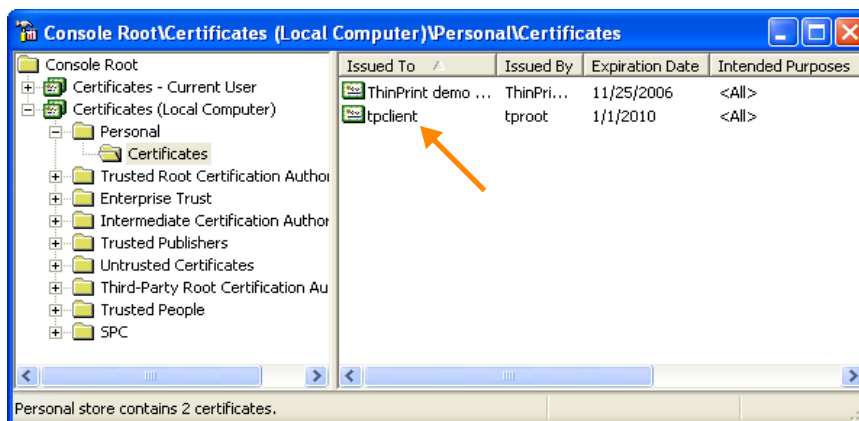 Console Root\Certificates (Local Computer)\Personal\Certificates
Console Root
Certificates - Current User
Certificates (Local Computer)
Personal
Certificates
Trusted Root Certification Author
Enterprise Trust
Intermediate Certification Author
Trusted Publishers
Untrusted Certificates
Third-Party Root Certification Au
Trusted People
SPC
Issued To Issued By Expiration Date Intended Purposes
ThinPrint demo ... ThinPri... 11/25/2006 <All>
tpclient tproot 1/1/2010 <All>
Personal store contains 2 certificates.